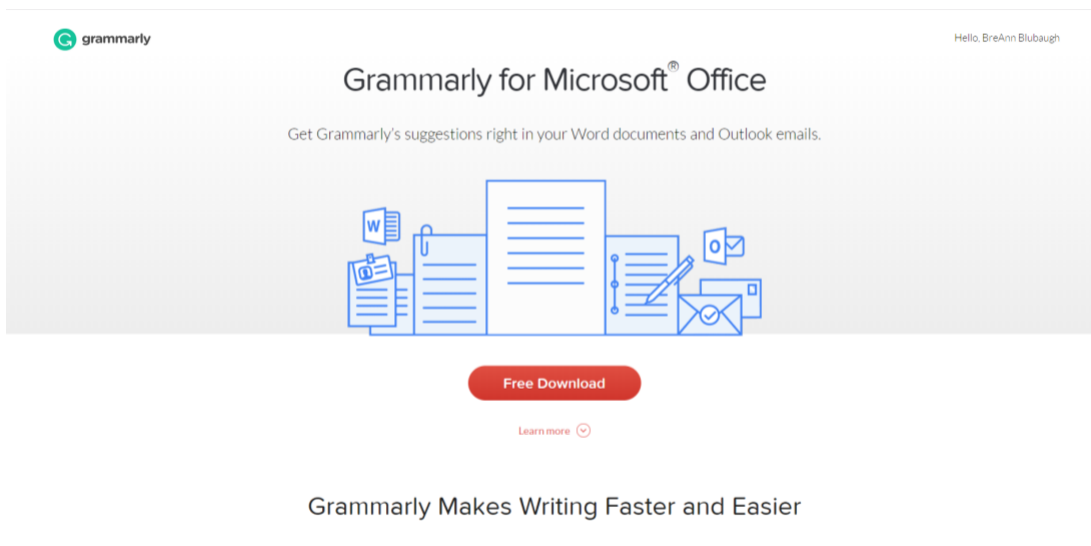 grammarly
Hello, BreAnn Blubaugh
Grammarly for Microsoft® Office
Get Grammarly's suggestions right in your Word documents and Outlook emails.
W
O
Free Download
Learn more
Grammarly Makes Writing Faster and Easier